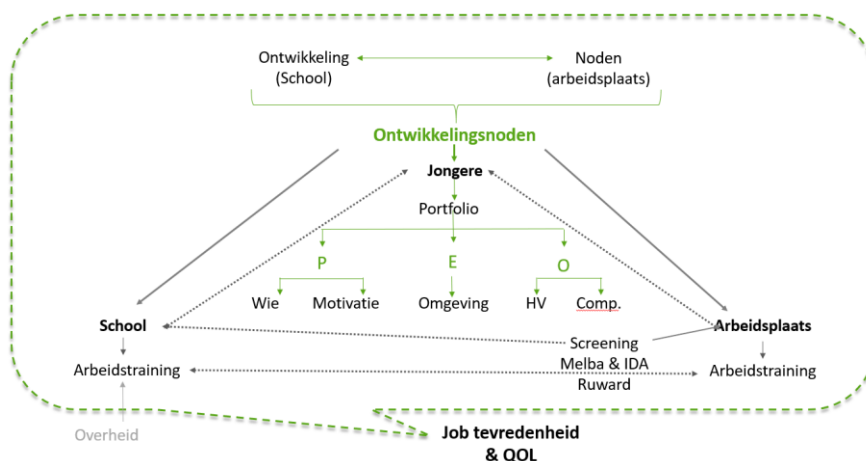 Ontwikkeling
(School)
Noden
(arbeidsplaats)
Ontwikkelingsnoden
Jongere
Portfolio
P
E
O
Wie
Motivatie
Omgeving
HV
Comp.
School
Arbeidsplaats
Screening
Melba & IDA
Ruward
Arbeidstraining
Arbeidstraining
Overheid
Job tevredenheid
& QOL